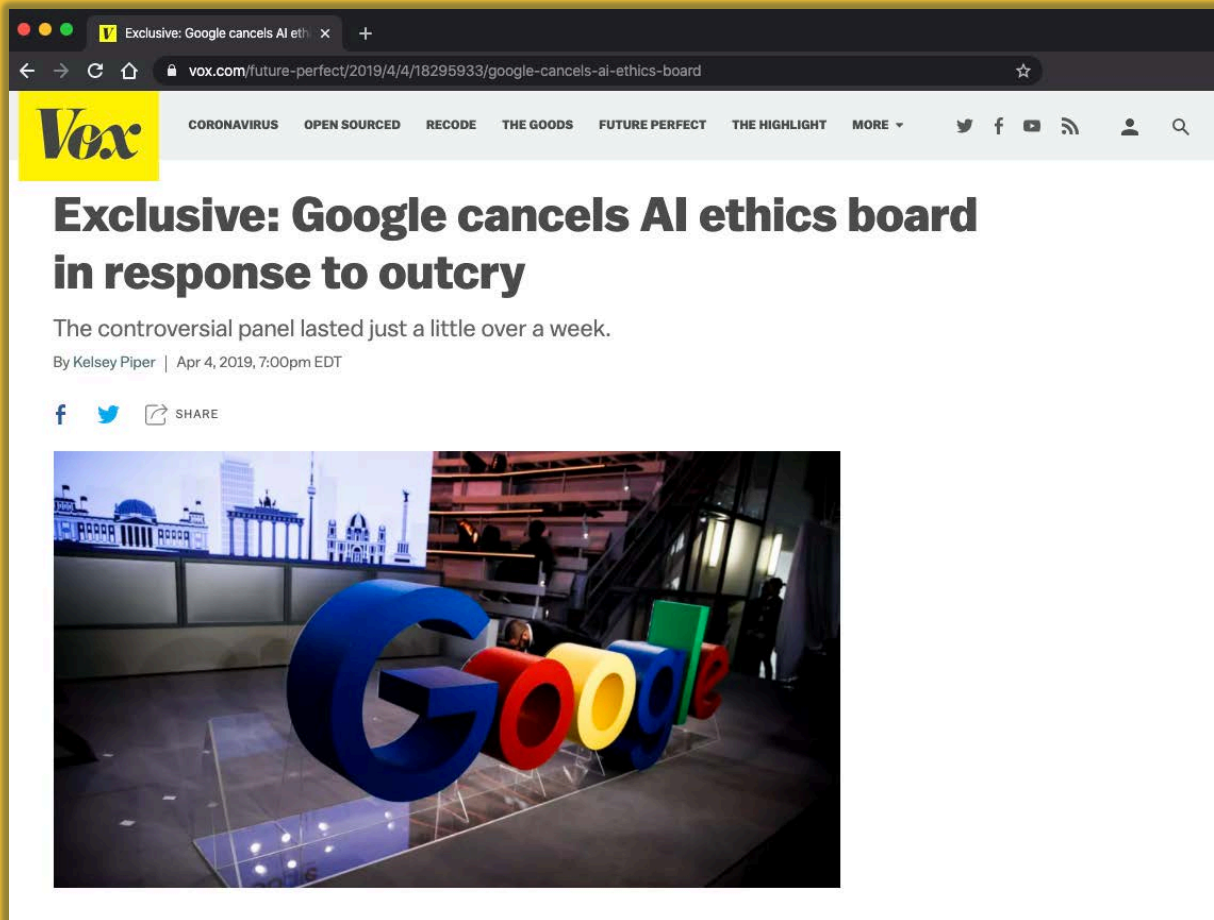 Exclusive: Google cancels AI eth
vox.com/future-perfect/2019/4/4/18295933/google-cancels-ai-ethics-board
Vox
CORONAVIRUS OPEN SOURCED RECODE THE GOODS FUTURE PERFECT THE HIGHLIGHT MORE
Exclusive: Google cancels AI ethics board
in response to outcry
The controversial panel lasted just a little over a week.
By Kelsey Piper | Apr 4, 2019, 7:00pm EDT
SHARE
Google